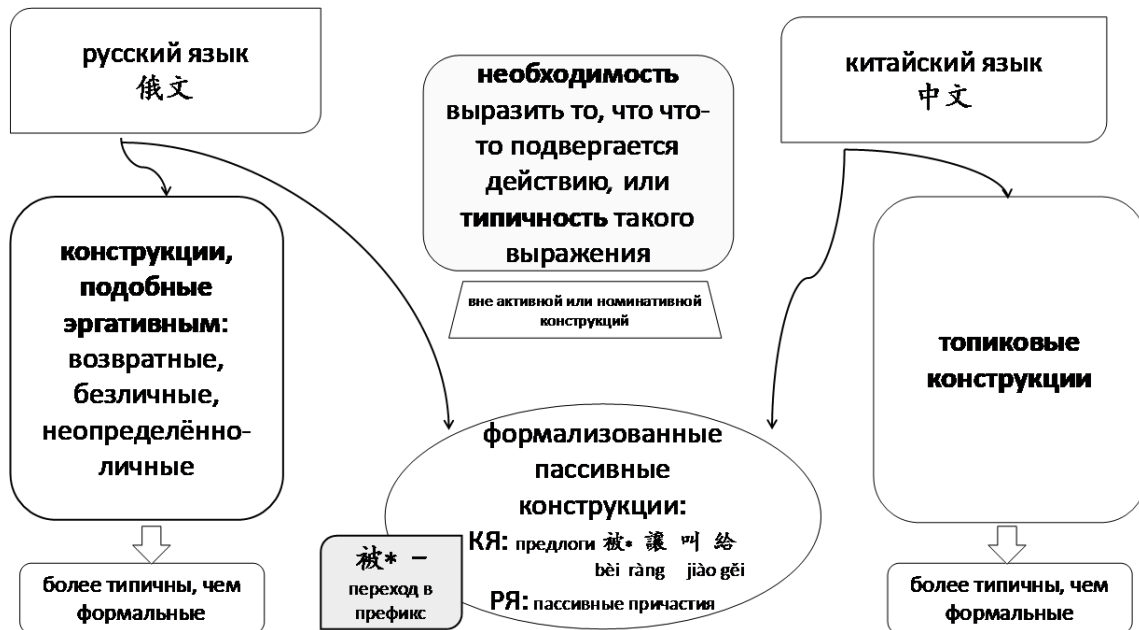 русский язык
俄文
необходимость
выразить то, что что-
то подвергается
действию, или
типичность такого
выражения
китайский язык
中文
конструкции,
подобные
эргативным:
возвратные,
безличные,
неопределённо-
личные
вне активной или номинативной
конструкций
топиковые
конструкции
формализованные
пассивные
конструкции:
КЯ: предлоги 被* 讓 叫 給
bèi ràng jiào gěi
РЯ: пассивные причастия
被* –
переход в
префикс
более типичны, чем
формальные
более типичны, чем
формальные